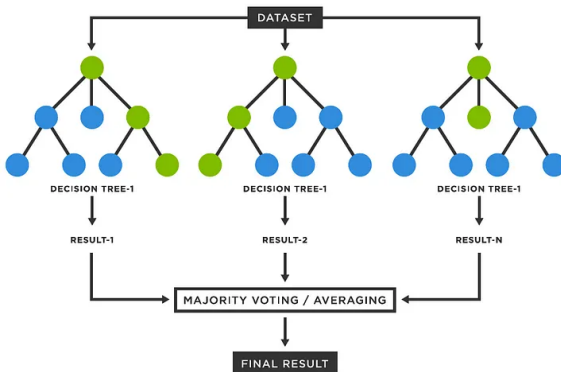 DATASET
DECISION TREE-1 DECISION TREE-1 DECISION TREE-1
RESULT-1 RESULT-2 RESULT-N
MAJORITY VOTING / AVERAGING
FINAL RESULT